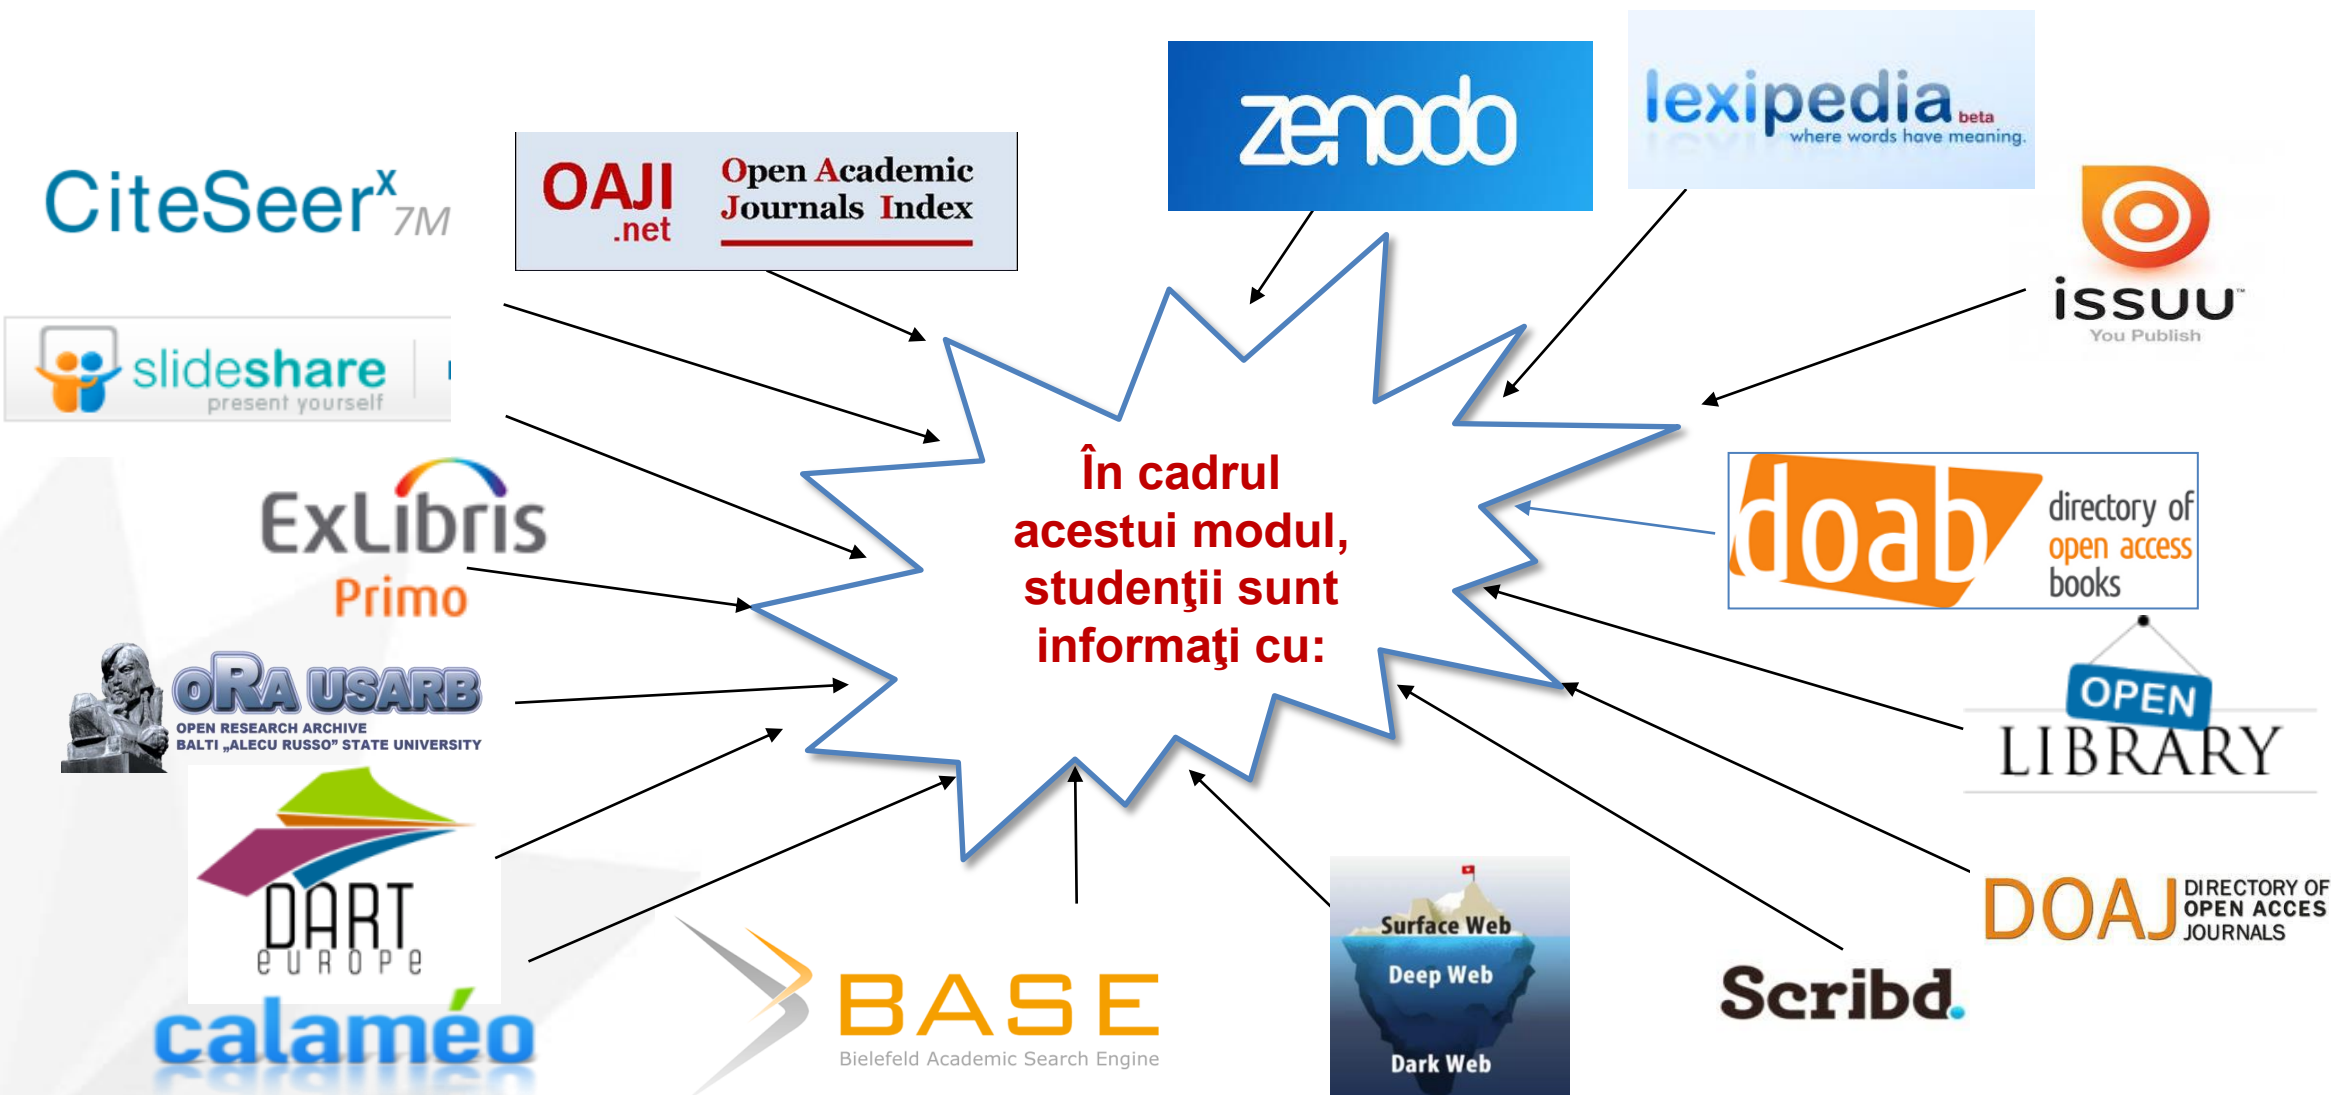 zenodo
lexipedia beta
where words have meaning.
CiteSeerx 7M
OAJI
.net
Open Academic
Journals Index
issuu™
You Publish
slideshare
present yourself
ExLibris
Primo
În cadrul
acestui modul,
studenţii sunt
informaţi cu:
doab
directory of
open access
books
ORA USARB
OPEN RESEARCH ARCHIVE
BALTI „ALECU RUSSO” STATE UNIVERSITY
OPEN
LIBRARY
DART
europe
DOAJ
DIRECTORY OF
OPEN ACCES
JOURNALS
calaméo
BASE
Bielefeld Academic Search Engine
Surface Web
Deep Web
Dark Web
Scribd.